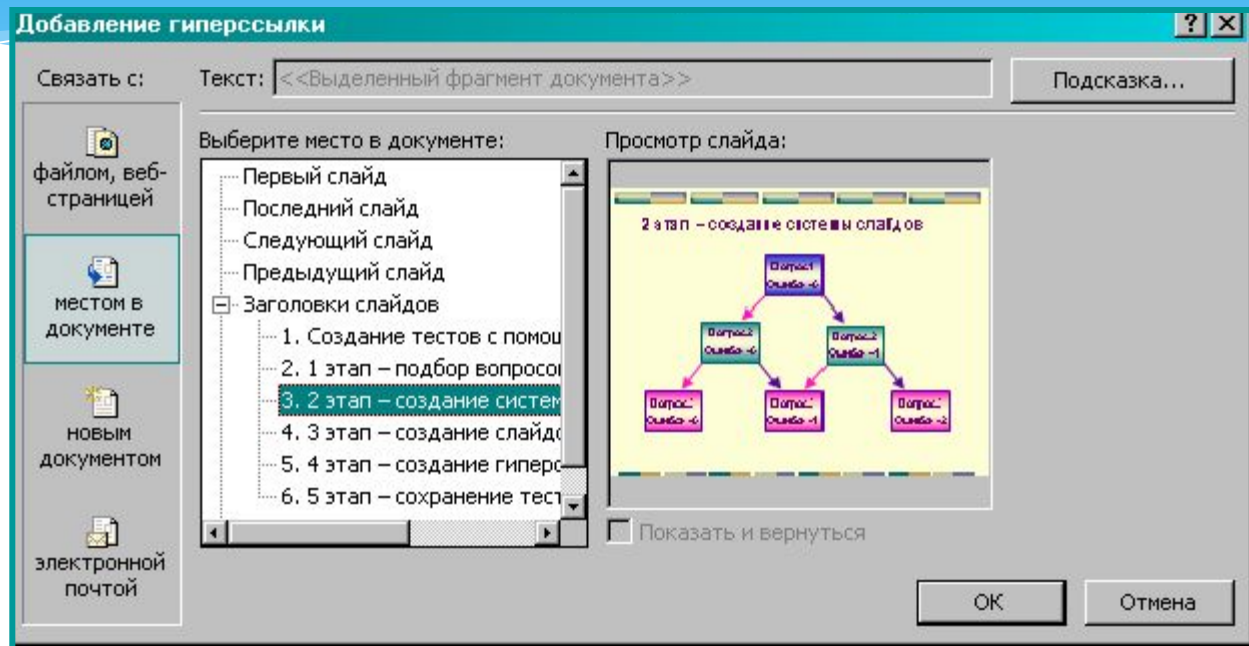 Добавление гиперссылки
Связать с:
Текст: <<Выделенный фрагмент документа>>
Подсказка...
файлом, веб-
страницей
местом в
документе
новым
документом
электронной
почтой
Выберите место в документе:
Первый слайд
Последний слайд
Следующий слайд
Предыдущий слайд
Заголовки слайдов
1. Создание тестов с помощ
2. 1 этап – подбор вопросов
3. 2 этап – создание систем
4. 3 этап – создание слайдо
5. 4 этап – создание гиперс
6. 5 этап – сохранение тест
Просмотр слайда:
2 этап – создание системы слайдов
Показать и вернуться
ОК
Отмена